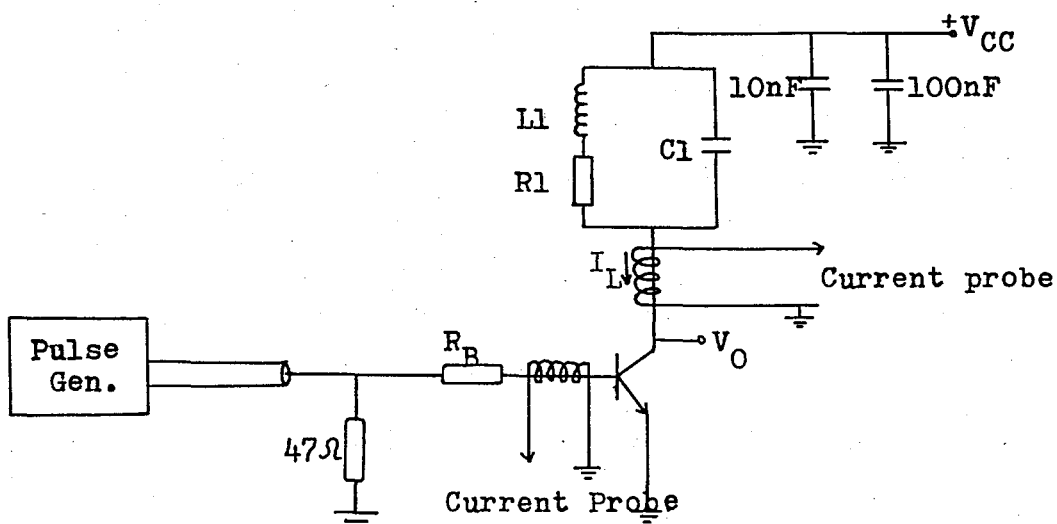 +VCC
10nF
100nF
L1
R1
C1
IL
Current probe
VO
Pulse
Gen.
RB
47Ω
Current Probe